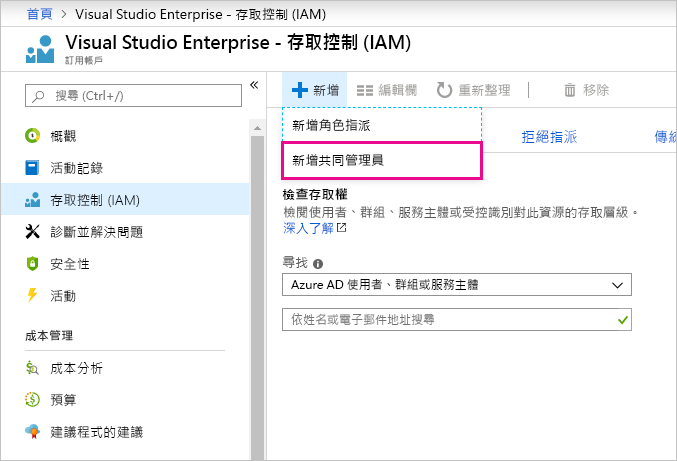 首頁 > Visual Studio Enterprise - 存取控制 (IAM)
Visual Studio Enterprise - 存取控制 (IAM)
訂用帳戶
搜尋 (Ctrl+/)
«
概觀
活動記錄
存取控制 (IAM)
診斷並解決問題
安全性
活動
成本管理
成本分析
預算
建議程式的建議
新增
編輯欄
重新整理
移除
新增角色指派
新增共同管理員
拒絕指派
檢查存取權
檢閱使用者、群組、服務主體或受控識別對此資源的存取層級。
深入了解
尋找
Azure AD 使用者、群組或服務主體
依姓名或電子郵件地址搜尋